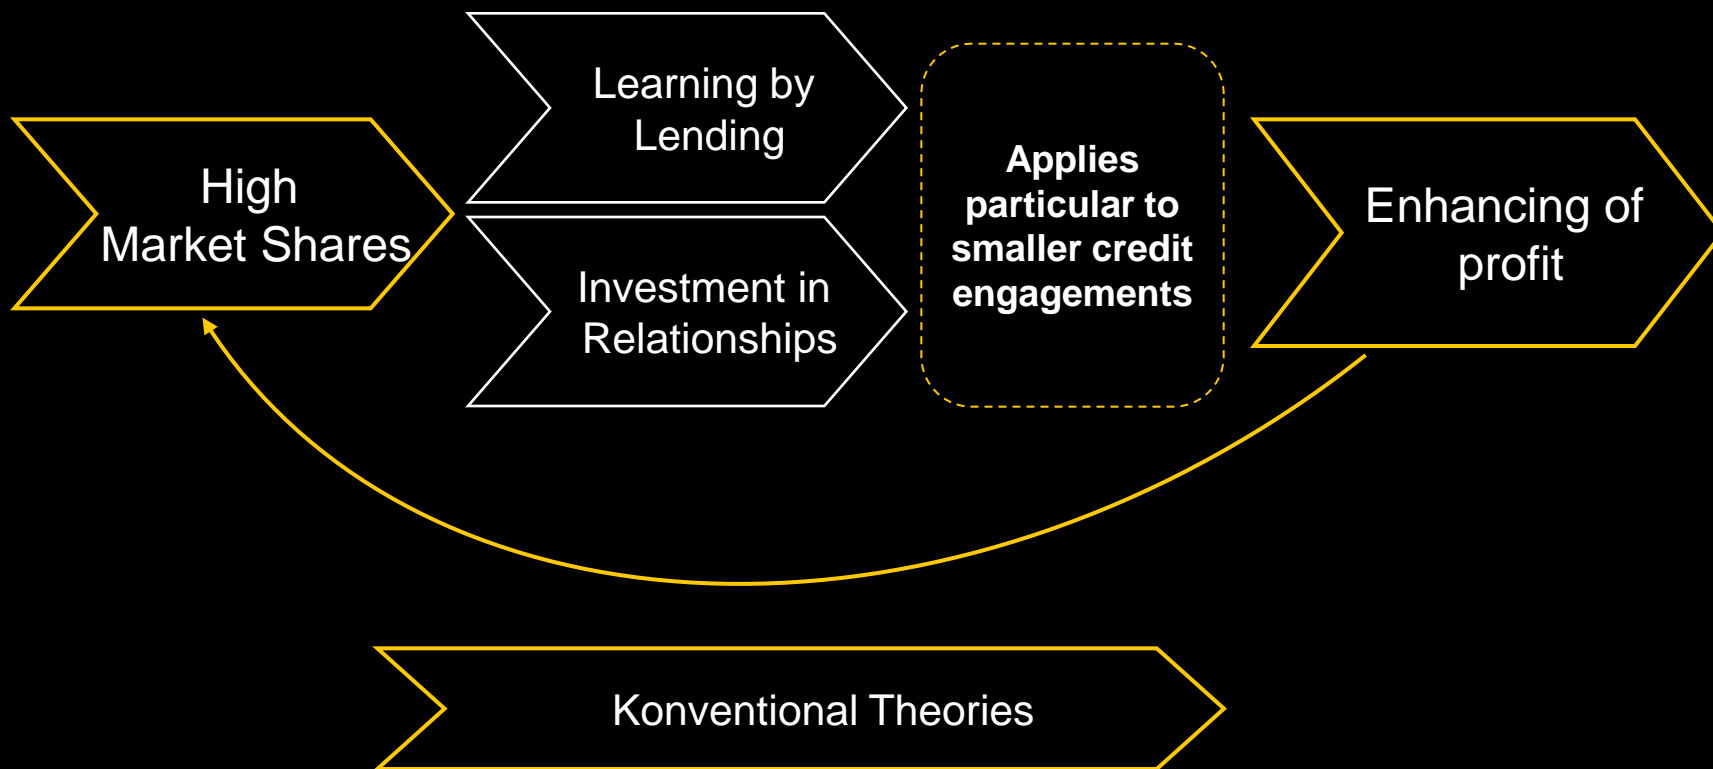 High
Market Shares
Learning by
Lending
Investment in
Relationships
Applies
particular to
smaller credit
engagements
Enhancing of
profit
Konventional Theories